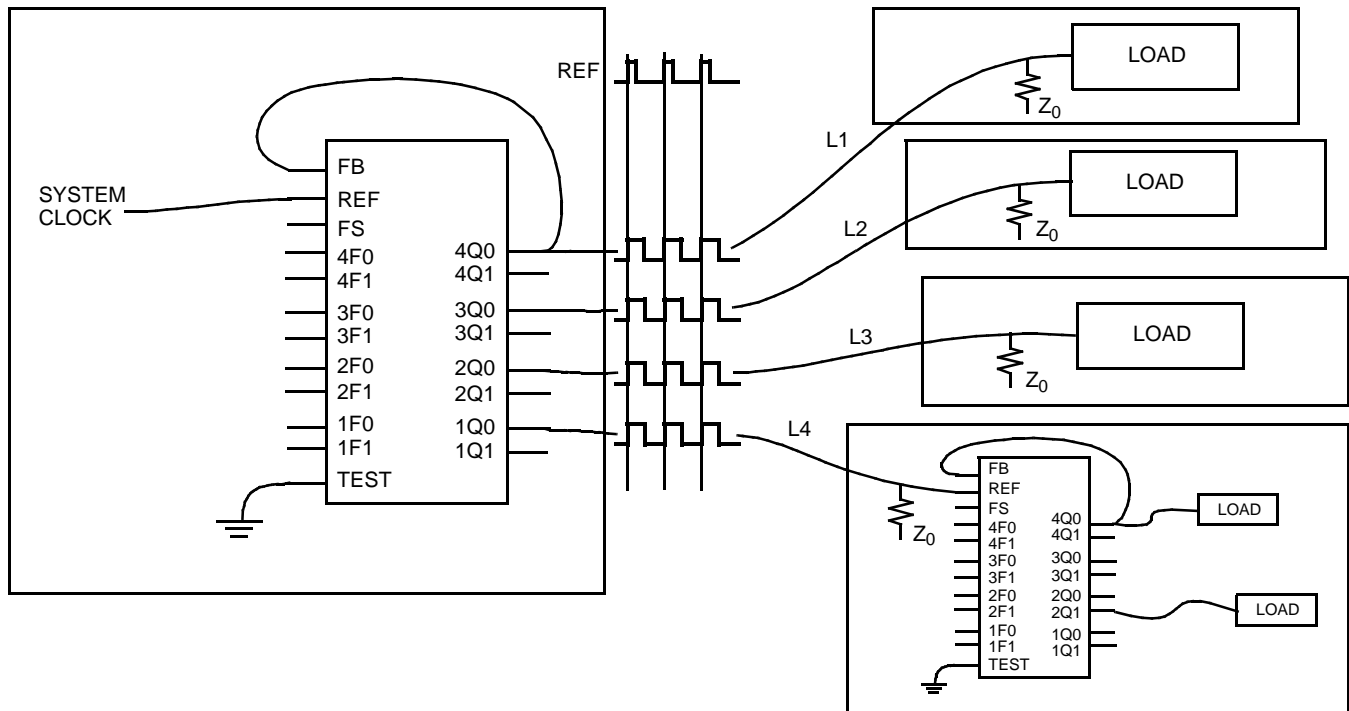 SYSTEM
CLOCK
FB
REF
FS
4F0
4F1
3F0
3F1
2F0
2F1
1F0
1F1
TEST
4Q0
4Q1
3Q0
3Q1
2Q0
2Q1
1Q0
1Q1
REF
L1
L2
L3
L4
LOAD
Z0
LOAD
Z0
LOAD
Z0
Z0
FB
REF
FS
4F0
4F1
3F0
3F1
2F0
2F1
1F0
1F1
TEST
4Q0
4Q1
3Q0
3Q1
2Q0
2Q1
1Q0
1Q1
LOAD
LOAD